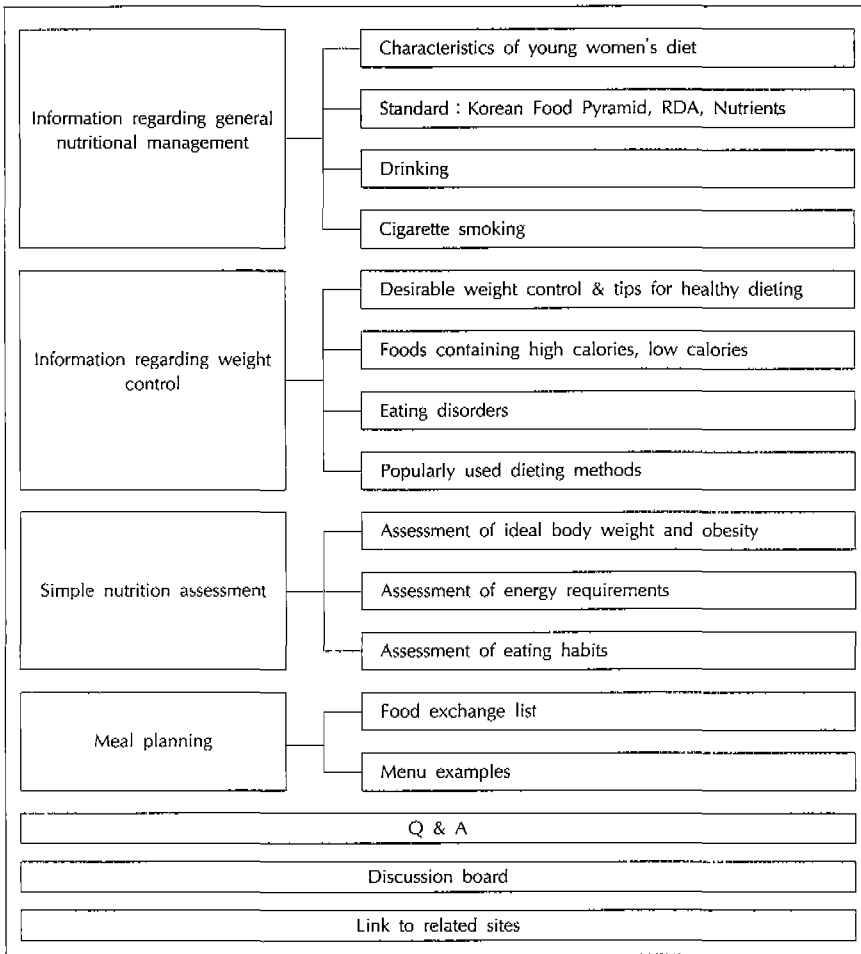 Information regarding general
nutritional management
Characteristics of young women's diet
Standard : Korean Food Pyramid, RDA, Nutrients
Drinking
Cigarette smoking
Information regarding weight
control
Desirable weight control & tips for healthy dieting
Foods containing high calories, low calories
Eating disorders
Popularly used dieting methods
Simple nutrition assessment
Assessment of ideal body weight and obesity
Assessment of energy requirements
Assessment of eating habits
Meal planning
Food exchange list
Menu examples
Q & A
Discussion board
Link to related sites